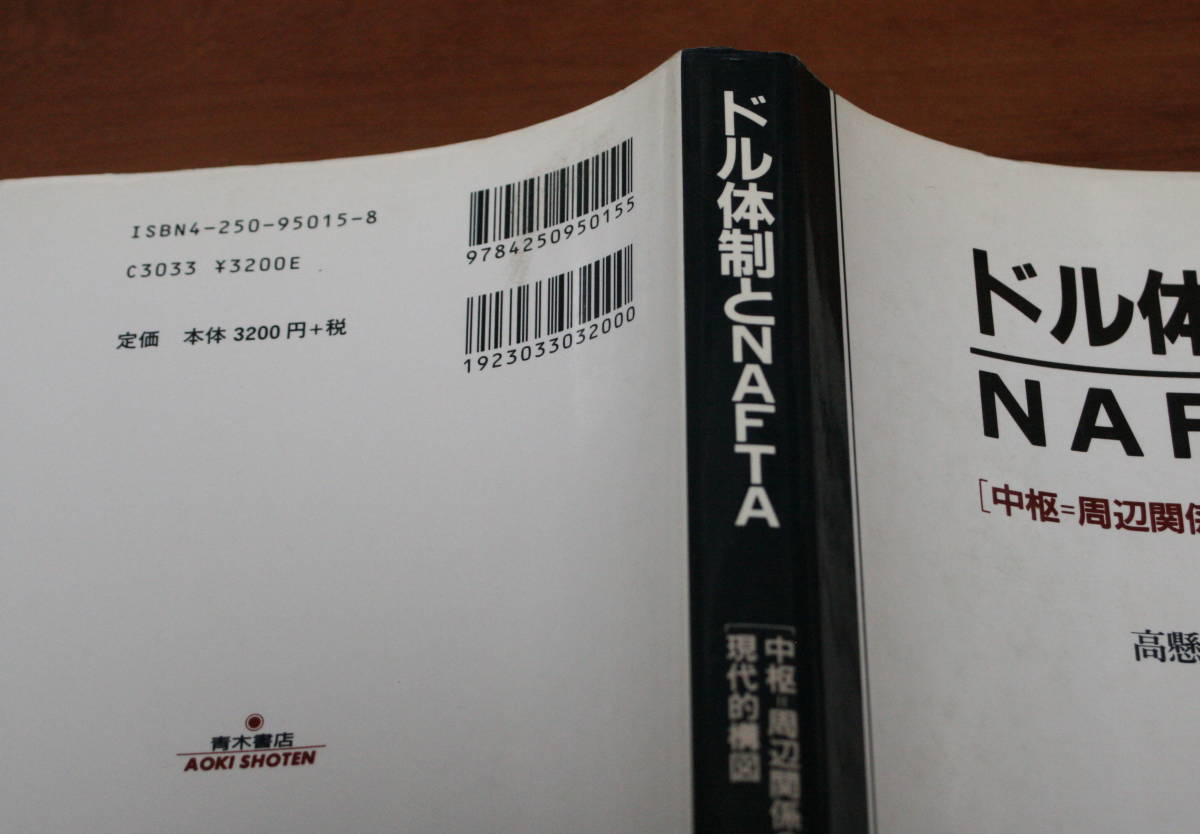 ISBN4-250-95015-8
C3033 ¥3200E
定価 本体 3200 円+税
9784250950155
1923033032000
青木書店
AOKI SHOTEN
ドル体制とNAFTA
[中枢=周辺関係
現代的構図
ドル体
NAF
[中枢=周辺関係
高懸